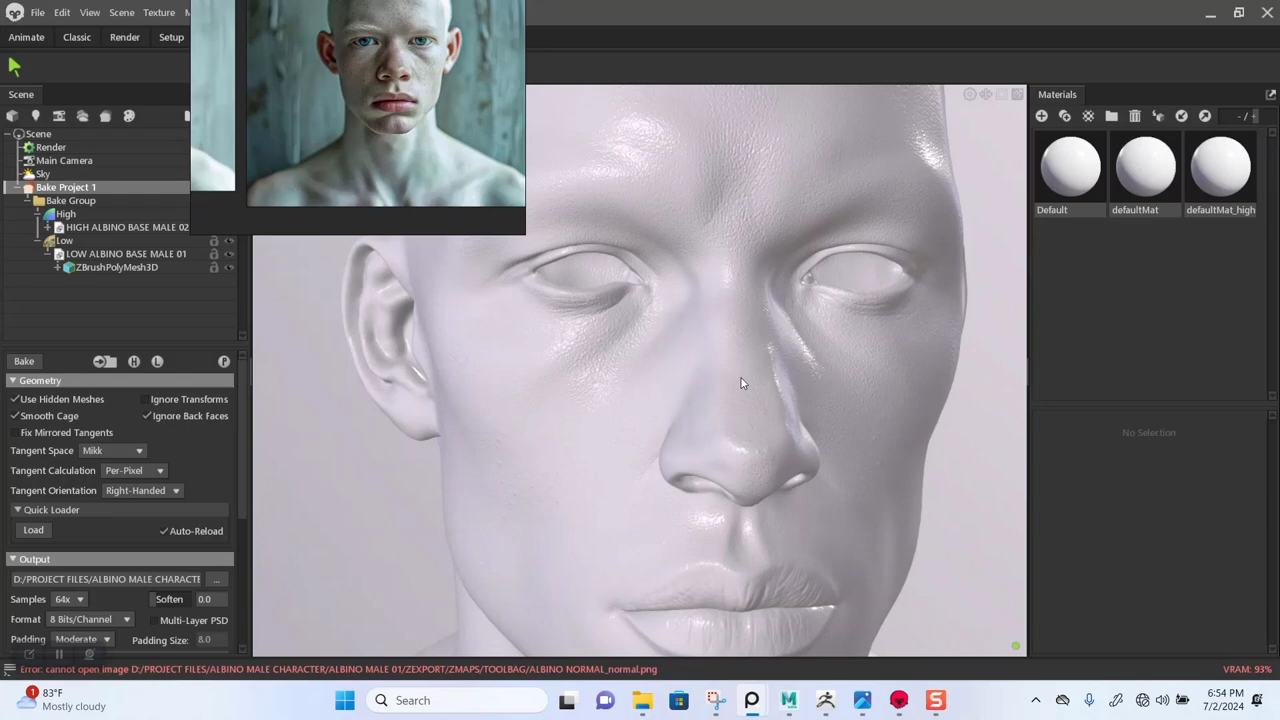 File Edit View Scene Texture M
Animate Classic Render Setup
Scene
Materials
- /
Scene
Render
Main Camera
Sky
Bake Project 1
Bake Group
High
HIGH ALBINO BASE MALE 02
Low
LOW ALBINO BASE MALE 01
ZBrushPolyMesh3D
Default defaultMat defaultMat_high
Bake H L P
Geometry
Use Hidden Meshes Ignore Transforms
Smooth Cage Ignore Back Faces
Fix Mirrored Tangents
Tangent Space Mikk
Tangent Calculation Per-Pixel
Tangent Orientation Right-Handed
Quick Loader
Load Auto-Reload
No Selection
Output
D:/PROJECT FILES/ALBINO MALE CHARACTE ...
Samples 64x Soften 0.0
Format 8 Bits/Channel Multi-Layer PSD
Padding Moderate Padding Size: 8.0
Error: cannot open image D:/PROJECT FILES/ALBINO MALE CHARACTER/ALBINO MALE 01/ZEXPORT/ZMAPS/TOOLBAG/ALBINO NORMAL_normal.png VRAM: 93%
1
83°F
Mostly cloudy
Search
6:54 PM
7/2/2024